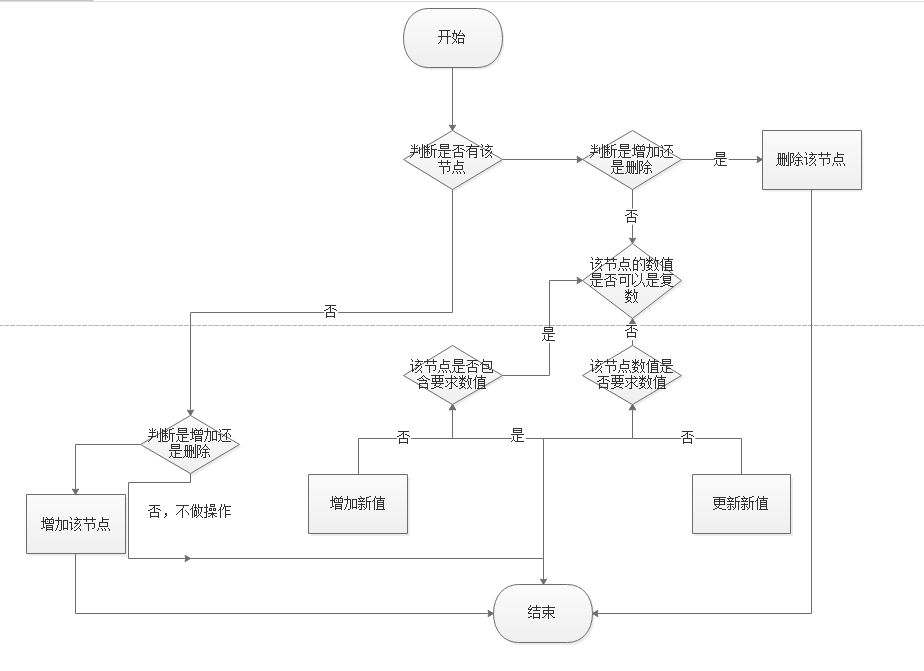 开始
判断是否有该
节点
判断是增加还
是删除
是
删除该节点
否
该节点的数值
是否可以是复
数
否
是
否
该节点是否包
含要求数值
该节点数值是
否要求数值
判断是增加还
是删除
否
是
否
增加新值
更新新值
否，不做操作
增加该节点
结束